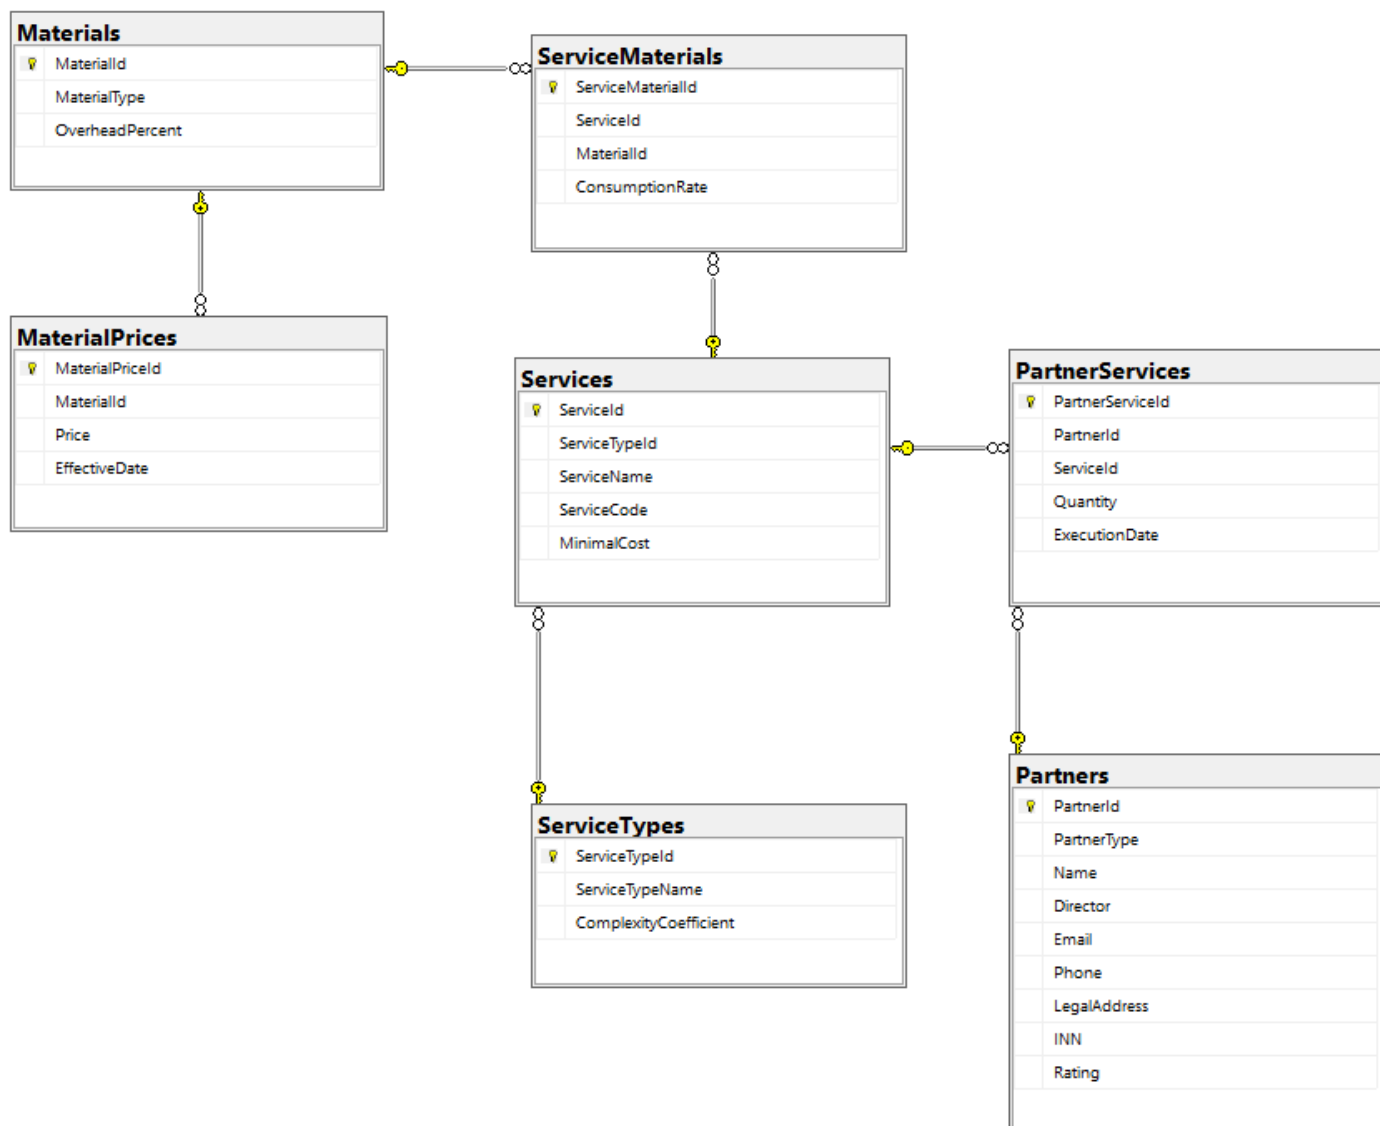 Materials
MaterialId
MaterialType
OverheadPercent
ServiceMaterials
ServiceMaterialId
ServiceId
MaterialId
ConsumptionRate
MaterialPrices
MaterialPriceId
MaterialId
Price
EffectiveDate
Services
ServiceId
ServiceTypeId
ServiceName
ServiceCode
MinimalCost
PartnerServices
PartnerServiceId
PartnerId
ServiceId
Quantity
ExecutionDate
ServiceTypes
ServiceTypeId
ServiceTypeName
ComplexityCoefficient
Partners
PartnerId
PartnerType
Name
Director
Email
Phone
LegalAddress
INN
Rating